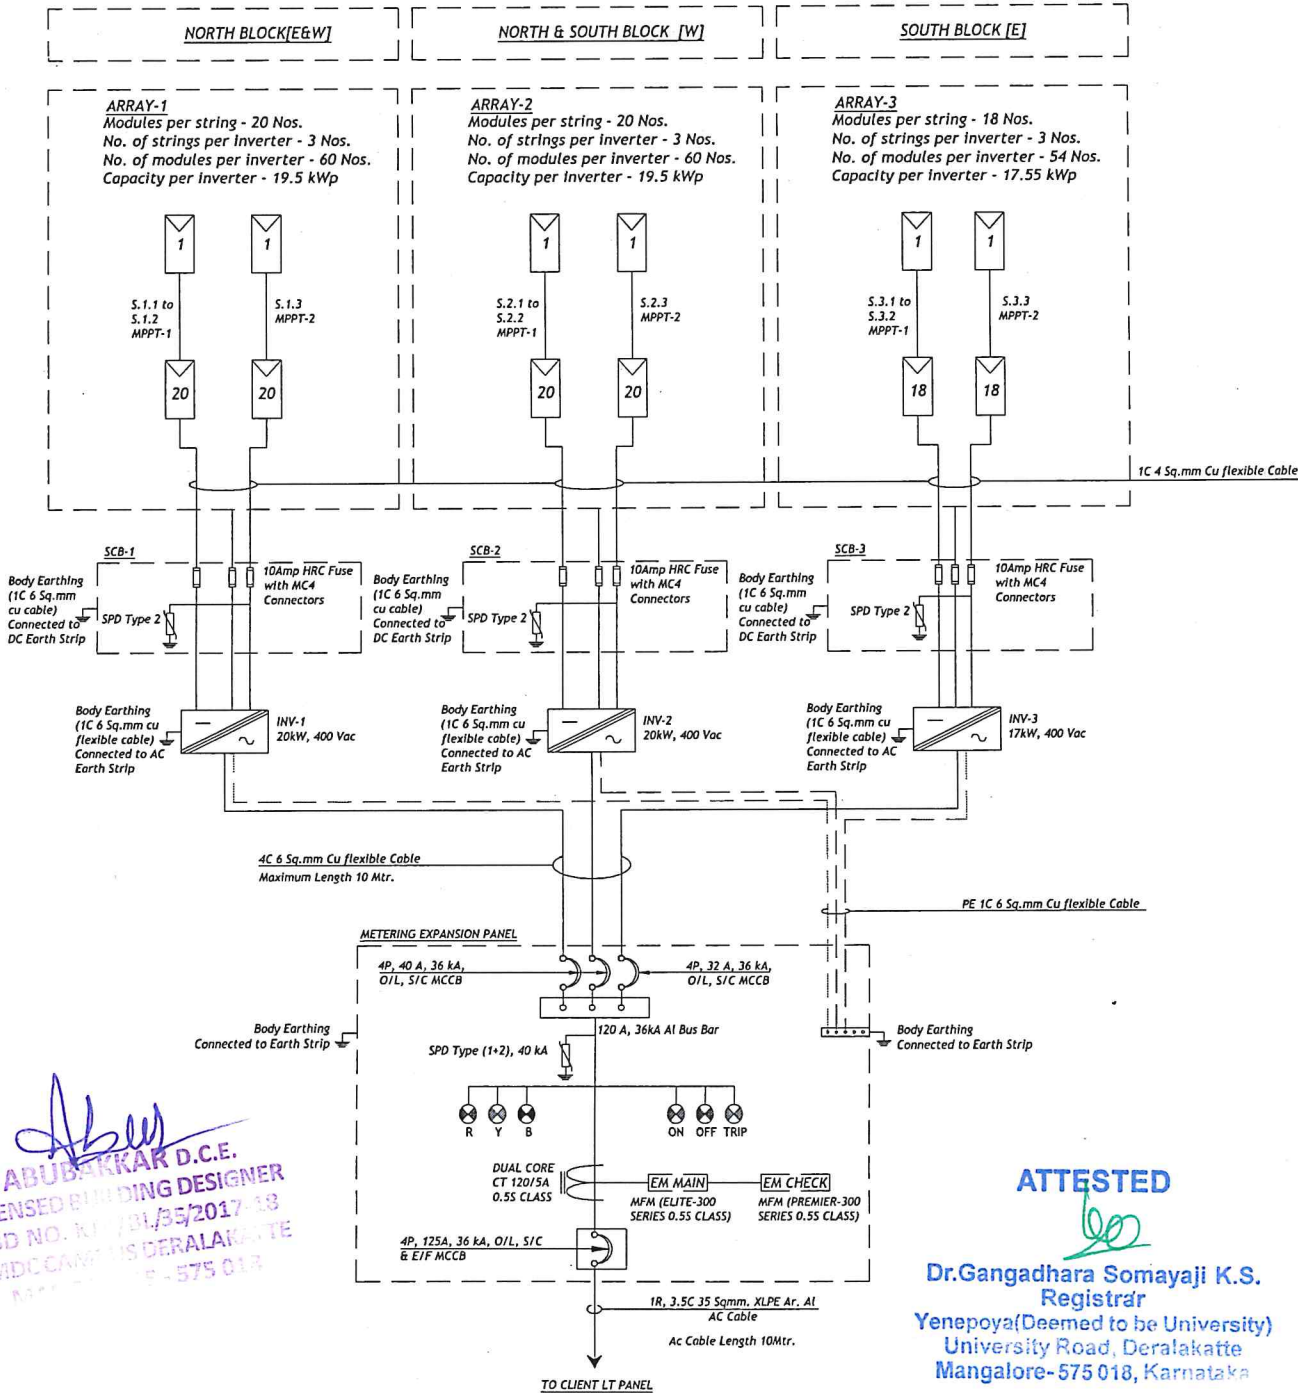 NORTH BLOCK[E&W]
NORTH & SOUTH BLOCK [W]
SOUTH BLOCK [E]
ARRAY-1
Modules per string - 20 Nos.
No. of strings per inverter - 3 Nos.
No. of modules per inverter - 60 Nos.
Capacity per inverter - 19.5 kWp
ARRAY-2
Modules per string - 20 Nos.
No. of strings per inverter - 3 Nos.
No. of modules per inverter - 60 Nos.
Capacity per inverter - 19.5 kWp
ARRAY-3
Modules per string - 18 Nos.
No. of strings per inverter - 3 Nos.
No. of modules per inverter - 54 Nos.
Capacity per inverter - 17.55 kWp
1
1
1
1
1
1
S.1.1 to
S.1.2
MPPT-1
S.1.3
MPPT-2
S.2.1 to
S.2.2
MPPT-1
S.2.3
MPPT-2
S.3.1 to
S.3.2
MPPT-1
S.3.3
MPPT-2
20
20
20
20
18
18
1C 4 Sq.mm Cu flexible Cable
SCB-1
10Amp HRC Fuse
with MC4
Connectors
Body Earthing
(1C 6 Sq.mm
cu cable)
Connected to
DC Earth Strip
SPD Type 2
SCB-2
10Amp HRC Fuse
with MC4
Connectors
Body Earthing
(1C 6 Sq.mm
cu cable)
Connected to
DC Earth Strip
SPD Type 2
SCB-3
10Amp HRC Fuse
with MC4
Connectors
Body Earthing
(1C 6 Sq.mm
cu cable)
Connected to
DC Earth Strip
SPD Type 2
Body Earthing
(1C 6 Sq.mm cu
flexible cable)
Connected to AC
Earth Strip
INV-1
20kW, 400 Vac
Body Earthing
(1C 6 Sq.mm cu
flexible cable)
Connected to AC
Earth Strip
INV-2
20kW, 400 Vac
Body Earthing
(1C 6 Sq.mm cu
flexible cable)
Connected to AC
Earth Strip
INV-3
17kW, 400 Vac
4C 6 Sq.mm Cu flexible Cable
Maximum Length 10 Mtr.
PE 1C 6 Sq.mm Cu flexible Cable
METERING EXPANSION PANEL
4P, 40 A, 36 kA,
O/L, S/C MCCB
4P, 32 A, 36 kA,
O/L, S/C MCCB
120 A, 36kA Al Bus Bar
Body Earthing
Connected to Earth Strip
Body Earthing
Connected to Earth Strip
SPD Type (1+2), 40 kA
R Y B
ON OFF TRIP
DUAL CORE
CT 120/5A
0.5S CLASS
EM MAIN
MFM (ELITE-300
SERIES 0.5S CLASS)
EM CHECK
MFM (PREMIER-300
SERIES 0.5S CLASS)
4P, 125A, 36 kA, O/L, S/C
& E/F MCCB
1R, 3.5C 35 Sqmm. XLPE Ar. Al
AC Cable
Ac Cable Length 10Mtr.
TO CLIENT LT PANEL
ABUBAKKAR D.C.E.
ENSED BUILDING DESIGNER
D NO. /35/2017-18
DERALAKATTE
- 575 018
ATTESTED
Dr.Gangadhara Somayaji K.S.
Registrar
Yenepoya(Deemed to be University)
University Road, Deralakatte
Mangalore- 575 018, Karnataka